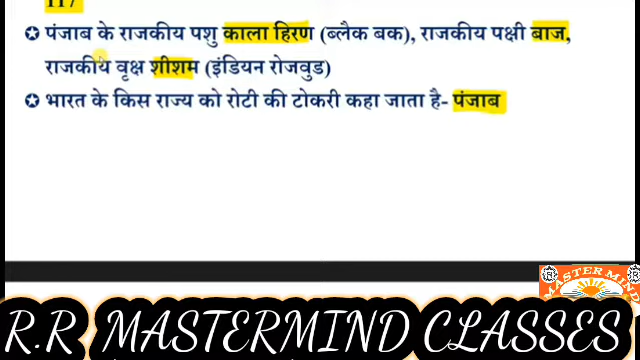 117
✪ पंजाब के राजकीय पशु काला हिरण (ब्लैक बक), राजकीय पक्षी बाज,
राजकीय वृक्ष शीशम (इंडियन रोजवुड)
✪ भारत के किस राज्य को रोटी की टोकरी कहा जाता है- पंजाब
MASTER MIND
R.R MASTERMIND CLASSES